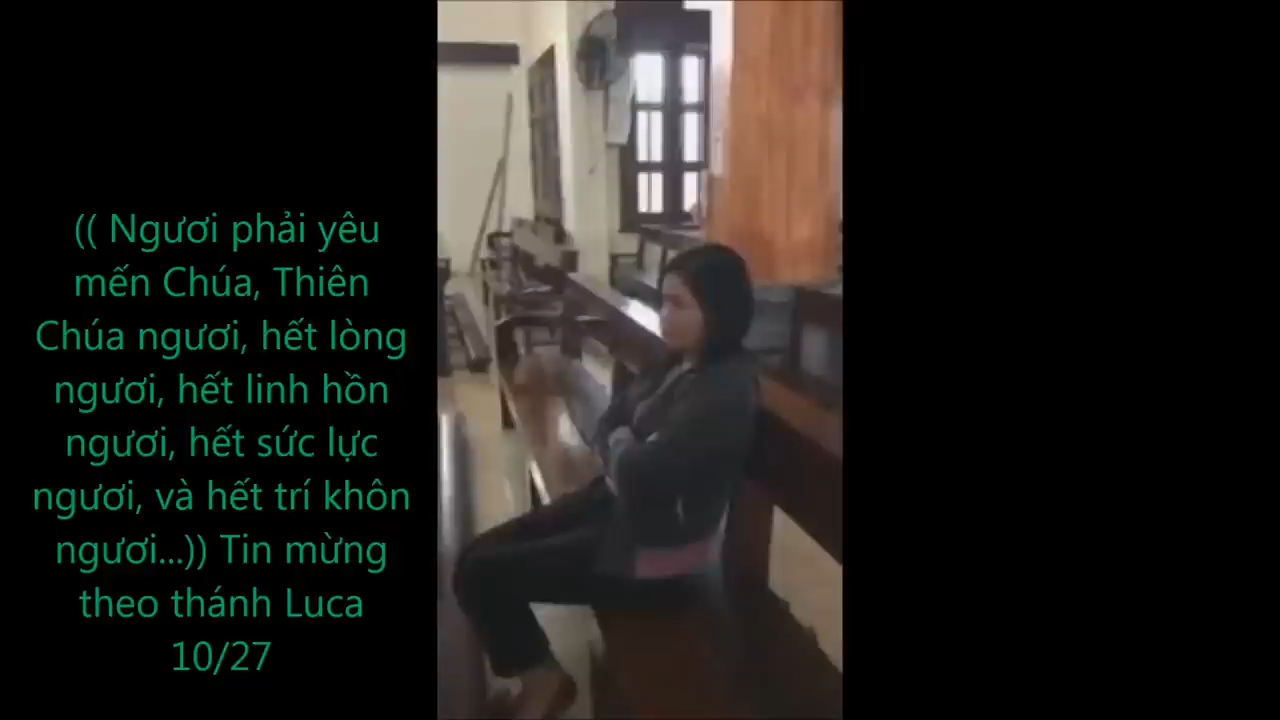 (( Ngươi phải yêu
mến Chúa, Thiên
Chúa ngươi, hết lòng
ngươi, hết linh hồn
ngươi, hết sức lực
ngươi, và hết trí khôn
ngươi...)) Tin mừng
theo thánh Luca
10/27